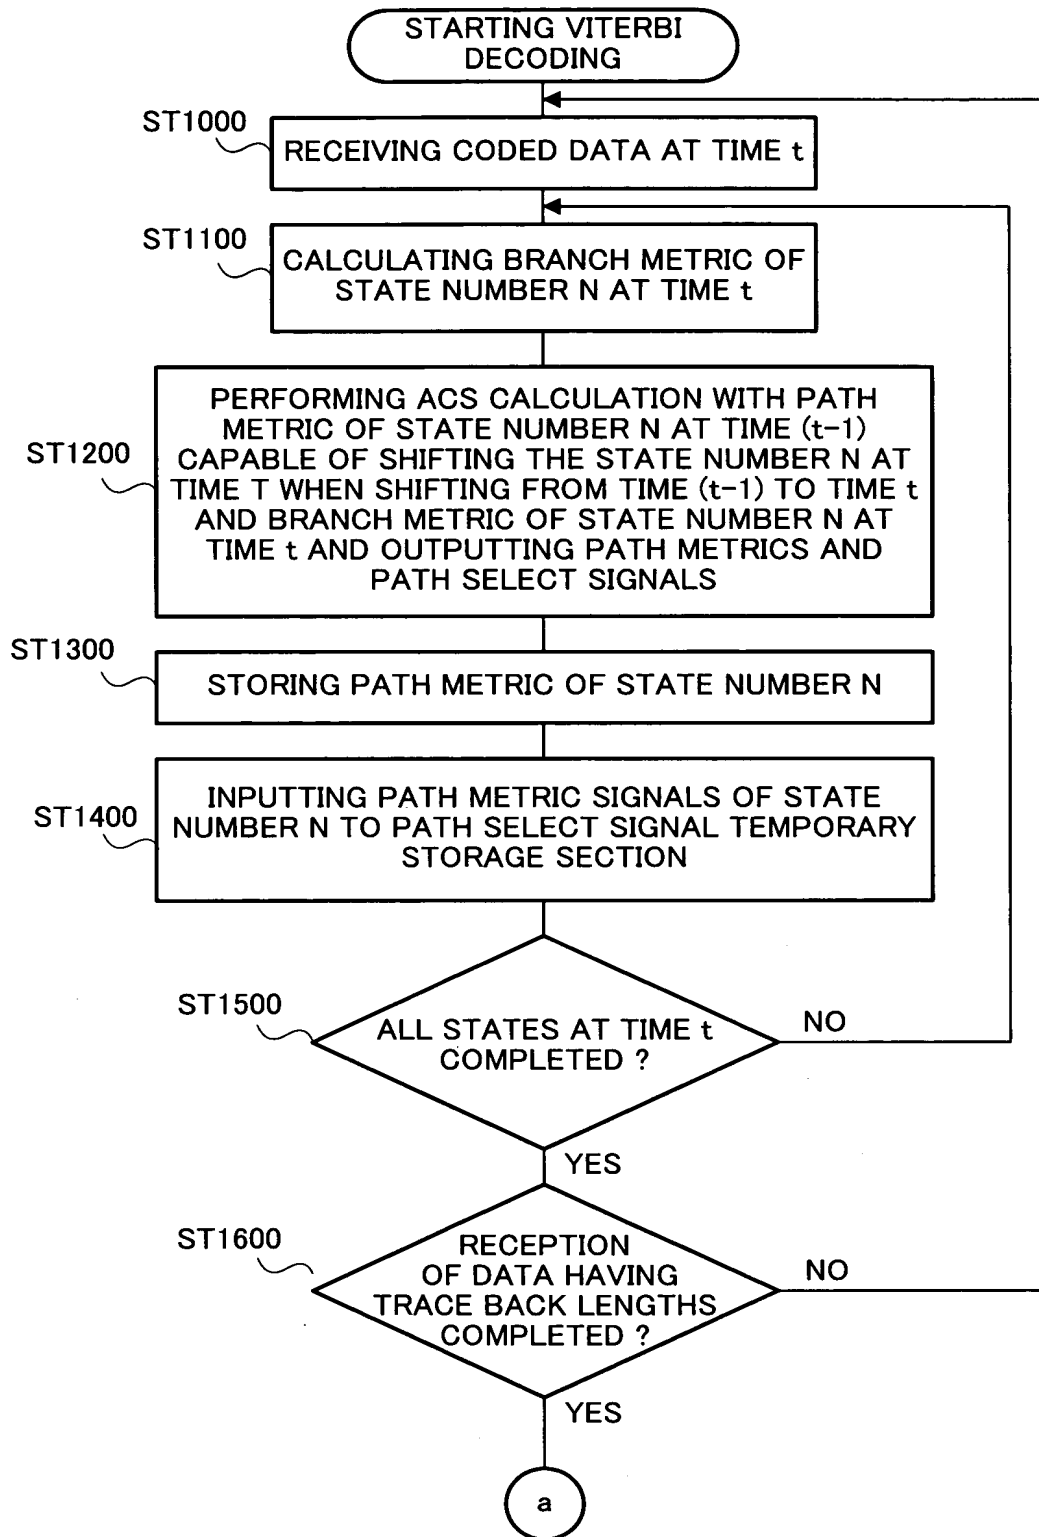 STARTING VITERBI
DECODING
ST1000
RECEIVING CODED DATA AT TIME t
ST1100
CALCULATING BRANCH METRIC OF
STATE NUMBER N AT TIME t
ST1200
PERFORMING ACS CALCULATION WITH PATH
METRIC OF STATE NUMBER N AT TIME (t-1)
CAPABLE OF SHIFTING THE STATE NUMBER N AT
TIME T WHEN SHIFTING FROM TIME (t-1) TO TIME t
AND BRANCH METRIC OF STATE NUMBER N AT
TIME t AND OUTPUTTING PATH METRICS AND
PATH SELECT SIGNALS
ST1300
STORING PATH METRIC OF STATE NUMBER N
ST1400
INPUTTING PATH METRIC SIGNALS OF STATE
NUMBER N TO PATH SELECT SIGNAL TEMPORARY
STORAGE SECTION
ST1500
ALL STATES AT TIME t
COMPLETED ?
NO
YES
ST1600
RECEPTION
OF DATA HAVING
TRACE BACK LENGTHS
COMPLETED ?
NO
YES
a